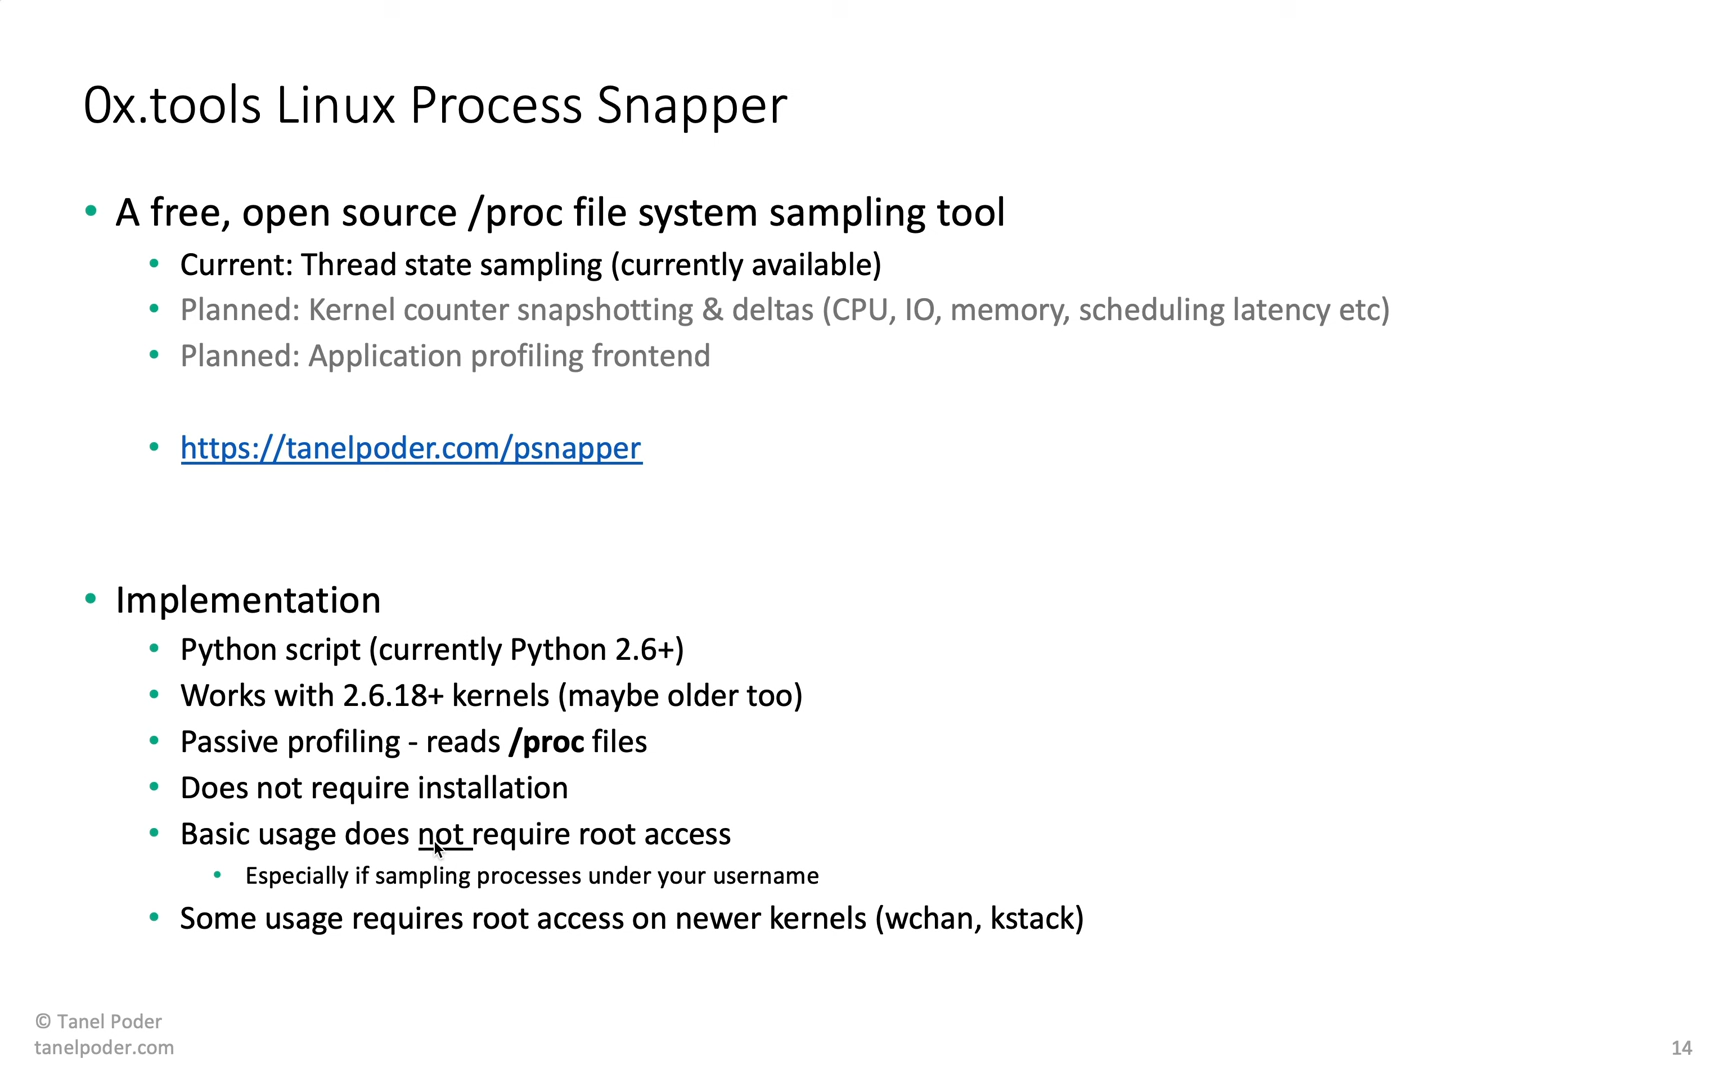 0x.tools Linux Process Snapper
• A free, open source /proc file system sampling tool
• Current: Thread state sampling (currently available)
• Planned: Kernel counter snapshotting & deltas (CPU, IO, memory, scheduling latency etc)
• Planned: Application profiling frontend
• https://tanelpoder.com/psnapper
• Implementation
• Python script (currently Python 2.6+)
• Works with 2.6.18+ kernels (maybe older too)
• Passive profiling - reads /proc files
• Does not require installation
• Basic usage does not require root access
• Especially if sampling processes under your username
• Some usage requires root access on newer kernels (wchan, kstack)
© Tanel Poder
tanelpoder.com
14